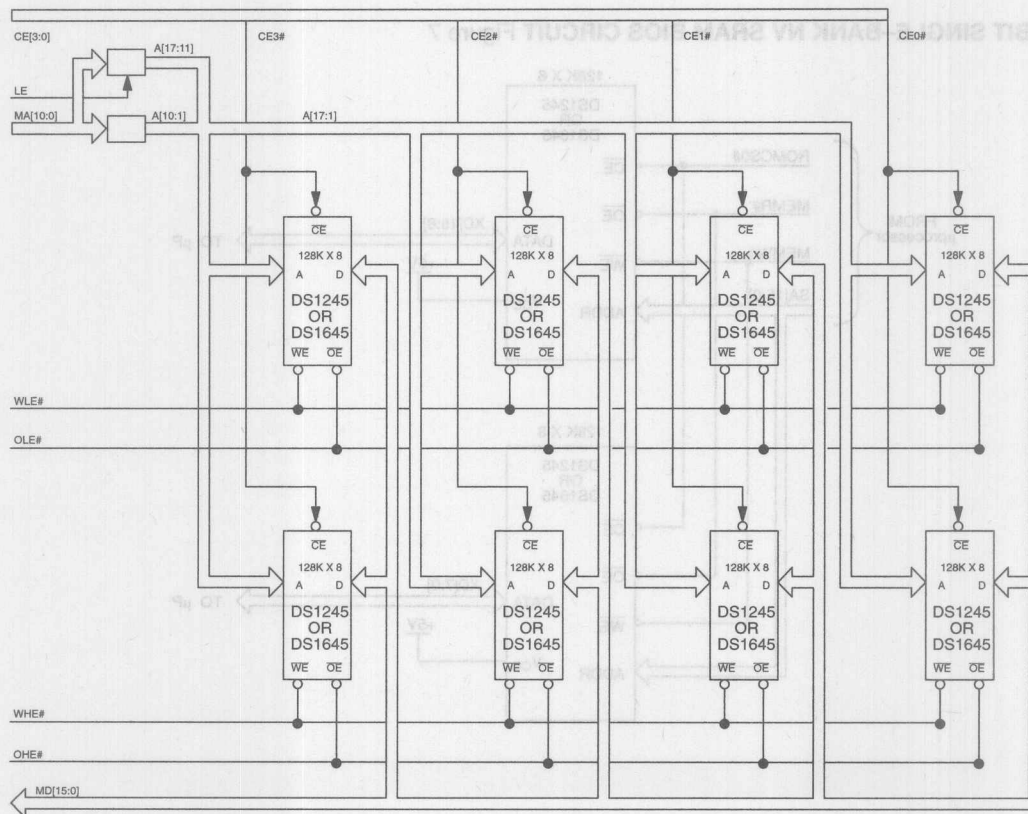 CE[3:0] CE3# CE2# CE1# CE0#
A[17:11]
LE
MA[10:0] A[10:1] A[17:1]
CE CE CE CE
128K X 8 128K X 8 128K X 8 128K X 8
A D A D A D A D
DS1245 DS1245 DS1245 DS1245
OR OR OR OR
DS1645 DS1645 DS1645 DS1645
WE OE WE OE WE OE WE OE
WLE#
OLE#
CE CE CE CE
128K X 8 128K X 8 128K X 8 128K X 8
A D A D A D A D
DS1245 DS1245 DS1245 DS1245
OR OR OR OR
DS1645 DS1645 DS1645 DS1645
WE OE WE OE WE OE WE OE
WHE#
OHE#
MD[15:0]